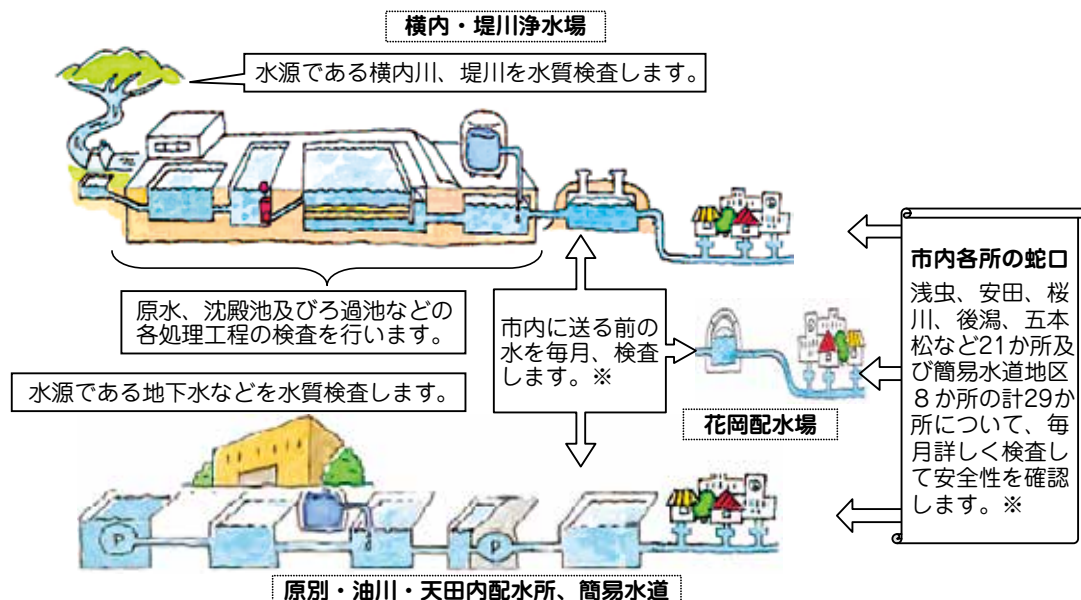 横内・堤川浄水場
水源である横内川、堤川を水質検査します。
原水、沈殿池及びろ過池などの
各処理工程の検査を行います。
市内に送る前の
水を毎月、検査
します。※
花岡配水場
市内各所の蛇口
浅虫、安田、桜
川、後潟、五本
松など21か所及
び簡易水道地区
8か所の計29か
所について、毎
月詳しく検査し
て安全性を確認
します。※
水源である地下水などを水質検査します。
P
P
原別・油川・天田内配水所、簡易水道